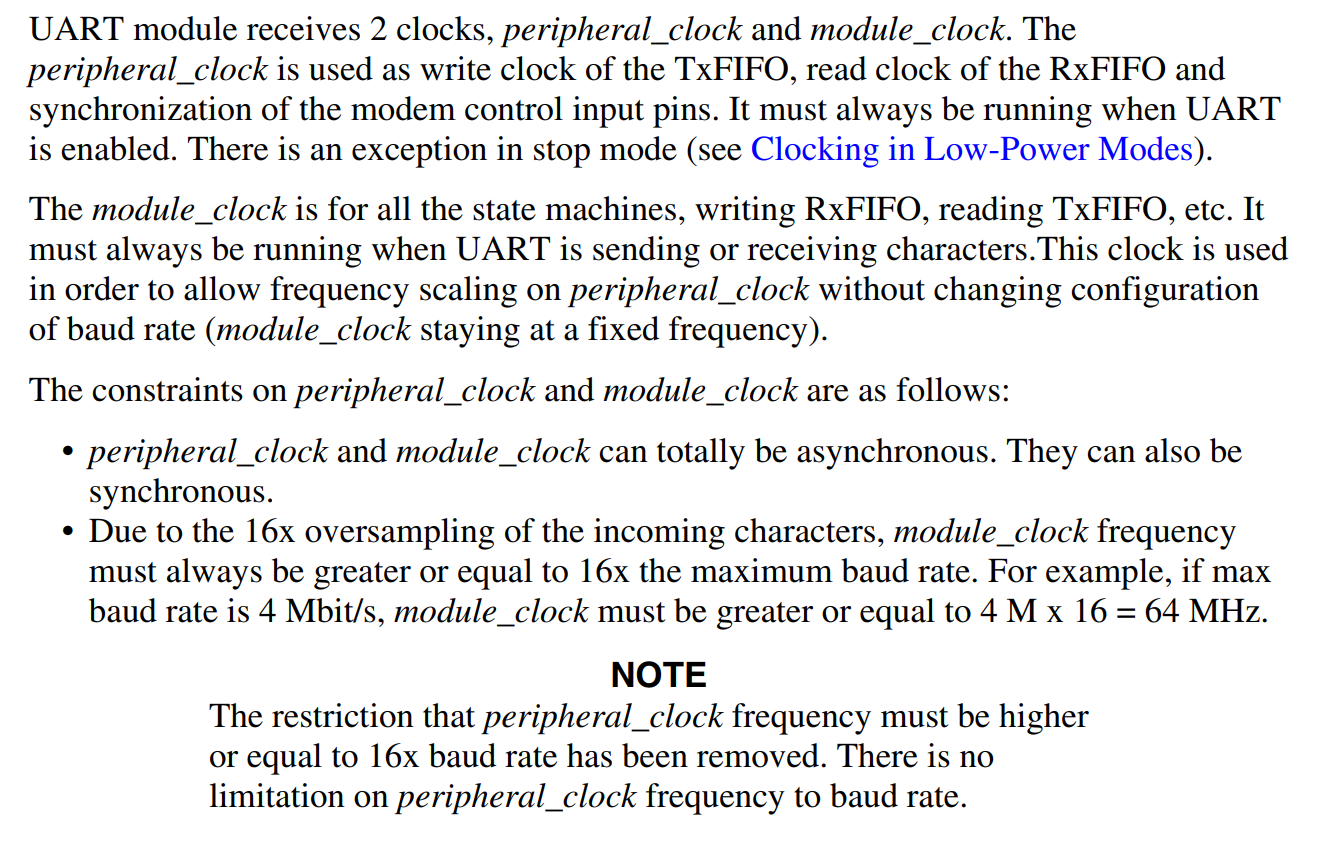 UART module receives 2 clocks, peripheral_clock and module_clock. The
peripheral_clock is used as write clock of the TxFIFO, read clock of the RxFIFO and
synchronization of the modem control input pins. It must always be running when UART
is enabled. There is an exception in stop mode (see Clocking in Low-Power Modes).
The module_clock is for all the state machines, writing RxFIFO, reading TxFIFO, etc. It
must always be running when UART is sending or receiving characters.This clock is used
in order to allow frequency scaling on peripheral_clock without changing configuration
of baud rate (module_clock staying at a fixed frequency).
The constraints on peripheral_clock and module_clock are as follows:
• peripheral_clock and module_clock can totally be asynchronous. They can also be
synchronous.
• Due to the 16x oversampling of the incoming characters, module_clock frequency
must always be greater or equal to 16x the maximum baud rate. For example, if max
baud rate is 4 Mbit/s, module_clock must be greater or equal to 4 M x 16 = 64 MHz.
NOTE
The restriction that peripheral_clock frequency must be higher
or equal to 16x baud rate has been removed. There is no
limitation on peripheral_clock frequency to baud rate.